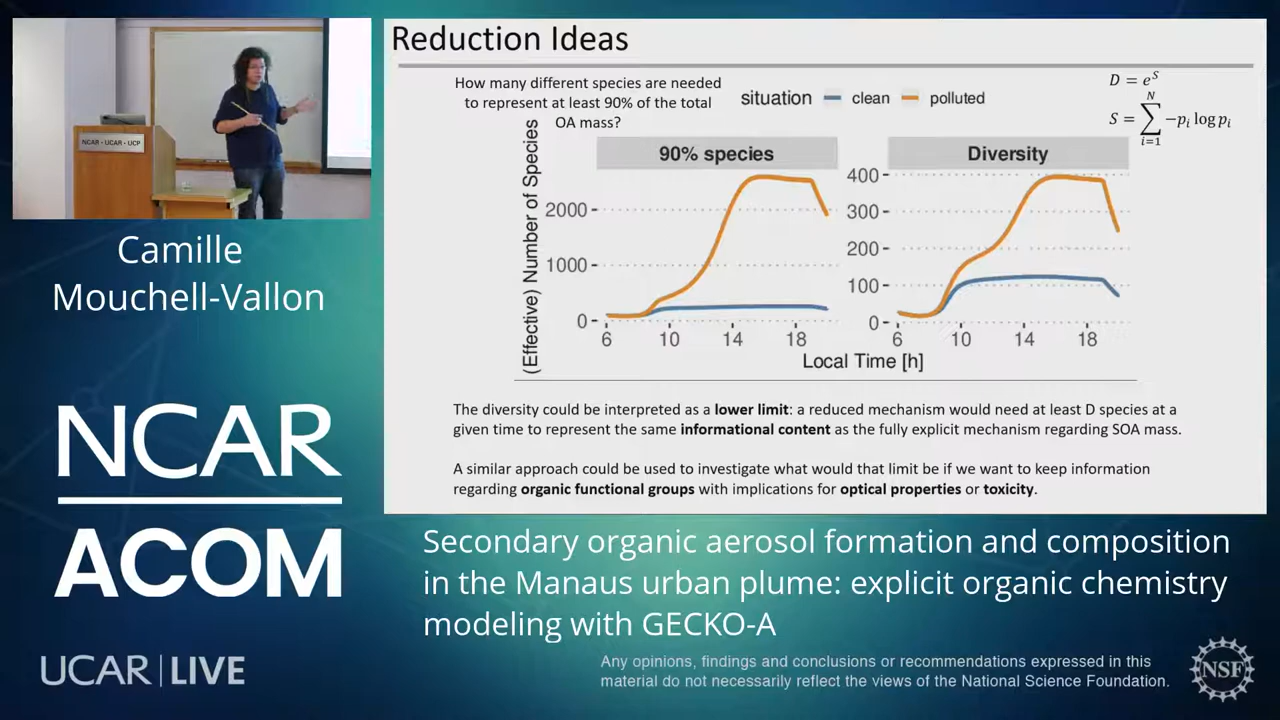 Reduction Ideas
How many different species are needed
to represent at least 90% of the total
OA mass?
situation clean polluted
D = e^S
S = ∑_{i=1}^{N} −p_i log p_i
(Effective) Number of Species
90% species
2000
1000
0
6 10 14 18
Diversity
400
300
200
100
0
6 10 14 18
Local Time [h]
The diversity could be interpreted as a lower limit: a reduced mechanism would need at least D species at a
given time to represent the same informational content as the fully explicit mechanism regarding SOA mass.
A similar approach could be used to investigate what would that limit be if we want to keep information
regarding organic functional groups with implications for optical properties or toxicity.
NCAR - UCAR - UCP
Camille
Mouchell-Vallon
NCAR
ACOM
UCAR | LIVE
Secondary organic aerosol formation and composition
in the Manaus urban plume: explicit organic chemistry
modeling with GECKO-A
Any opinions, findings and conclusions or recommendations expressed in this
material do not necessarily reflect the views of the National Science Foundation.
NSF